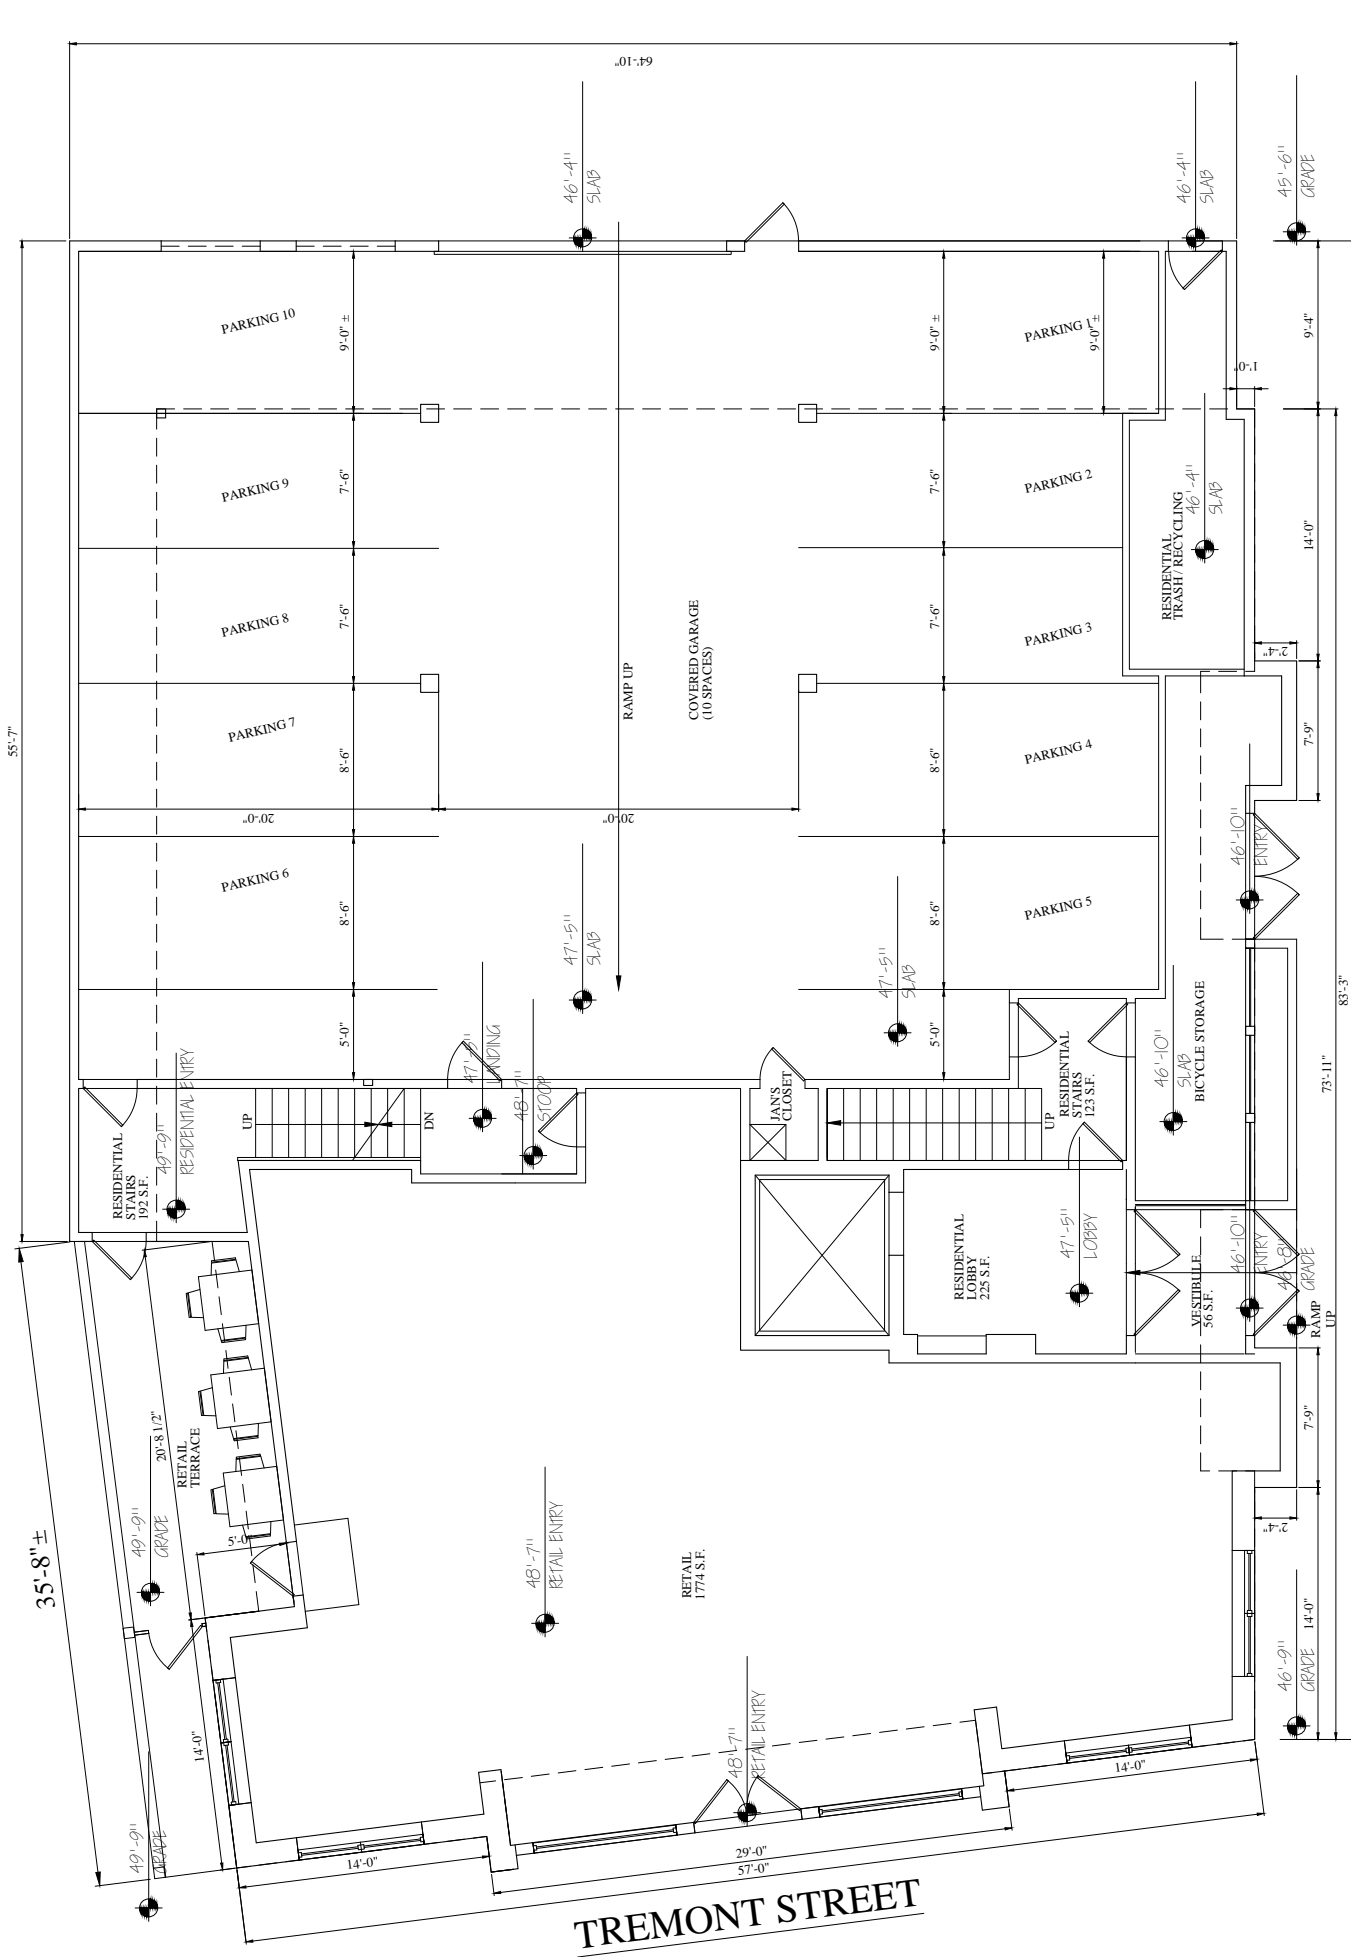 64'-10"
46'-4"
SLAB
46'-4"
SLAB
45'-6"
GRADE
PARKING 10
9'-0" ±
9'-0" ±
PARKING 1
9'-0" ±
9'-4"
1'-0"
PARKING 9
7'-6"
7'-6"
PARKING 2
46'-4"
SLAB
RESIDENTIAL
TRASH / RECYCLING
14'-0"
PARKING 8
7'-6"
7'-6"
PARKING 3
2'-4"
RAMP UP
COVERED GARAGE
(10 SPACES)
55'-7"
PARKING 7
8'-6"
8'-6"
PARKING 4
7'-9"
20'-0"
20'-0"
46'-10"
ENTRY
PARKING 6
8'-6"
8'-6"
PARKING 5
47'-5"
SLAB
47'-5"
SLAB
83'-3"
5'-0"
5'-0"
47'-5"
LANDING
48'-7"
STOOP
46'-10"
SLAB
BICYCLE STORAGE
73'-11"
49'-9"
RESIDENTIAL ENTRY
RESIDENTIAL
STAIRS
192 S.F.
UP
DN
JAN'S
CLOSET
UP
RESIDENTIAL
STAIRS
123 S.F.
RESIDENTIAL
LOBBY
225 S.F.
47'-5"
LOBBY
VESTIBULE
56 S.F.
46'-10"
ENTRY
46'-8"
GRADE
RAMP
UP
20'-8 1/2"
RETAIL
TERRACE
7'-9"
35'-8" ±
49'-9"
GRADE
5'-0"
48'-7"
RETAIL ENTRY
RETAIL
1774 S.F.
2'-4"
14'-0"
46'-9"
GRADE
14'-0"
48'-7"
RETAIL ENTRY
49'-9"
GRADE
14'-0"
29'-0"
57'-0"
14'-0"
TREMONT STREET